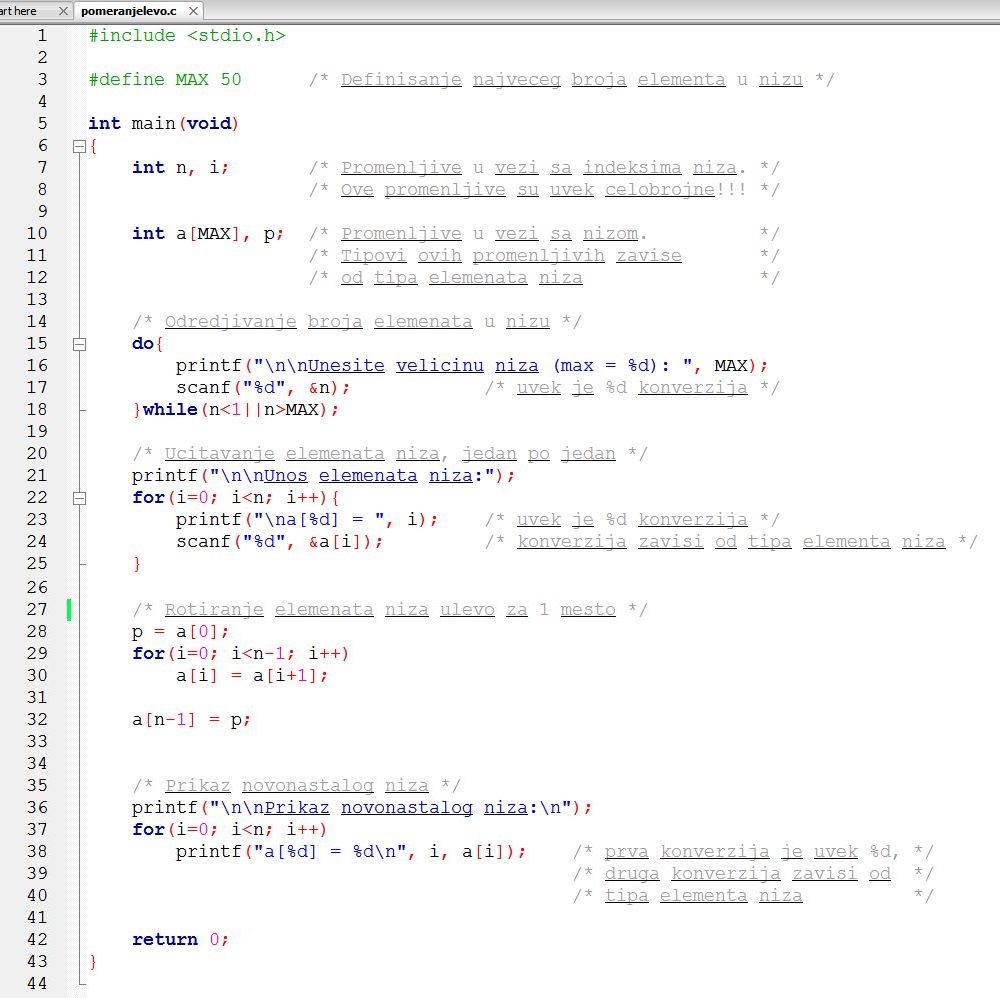 art here pomeranjelevo.c
1 #include <stdio.h>
2
3 #define MAX 50 /* Definisanje najveceg broja elementa u nizu */
4
5 int main(void)
6 {
7 int n, i; /* Promenljive u vezi sa indeksima niza. */
8 /* Ove promenljive su uvek celobrojne!!! */
9
10 int a[MAX], p; /* Promenljive u vezi sa nizom. */
11 /* Tipovi ovih promenljivih zavise */
12 /* od tipa elemenata niza */
13
14 /* Odredjivanje broja elemenata u nizu */
15 do{
16 printf("\n\nUnesite velicinu niza (max = %d): ", MAX);
17 scanf("%d", &n); /* uvek je %d konverzija */
18 }while(n<1||n>MAX);
19
20 /* Ucitavanje elemenata niza, jedan po jedan */
21 printf("\n\nUnos elemenata niza:");
22 for(i=0; i<n; i++){
23 printf("\na[%d] = ", i); /* uvek je %d konverzija */
24 scanf("%d", &a[i]); /* konverzija zavisi od tipa elementa niza */
25 }
26
27 /* Rotiranje elemenata niza ulevo za 1 mesto */
28 p = a[0];
29 for(i=0; i<n-1; i++)
30 a[i] = a[i+1];
31
32 a[n-1] = p;
33
34
35 /* Prikaz novonastalog niza */
36 printf("\n\nPrikaz novonastalog niza:\n");
37 for(i=0; i<n; i++)
38 printf("a[%d] = %d\n", i, a[i]); /* prva konverzija je uvek %d, */
39 /* druga konverzija zavisi od */
40 /* tipa elementa niza */
41
42 return 0;
43 }
44